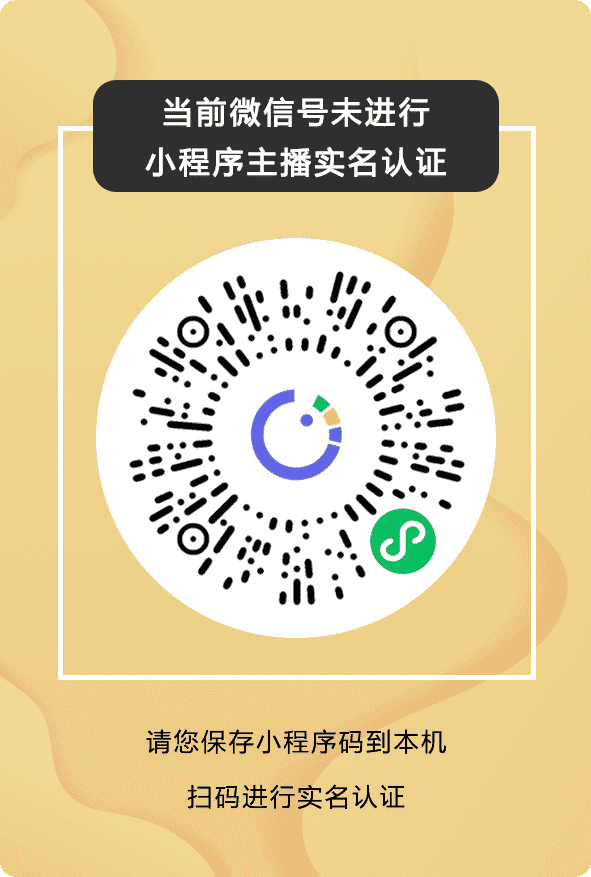 当前微信号未进行
小程序主播实名认证
请您保存小程序码到本机
扫码进行实名认证